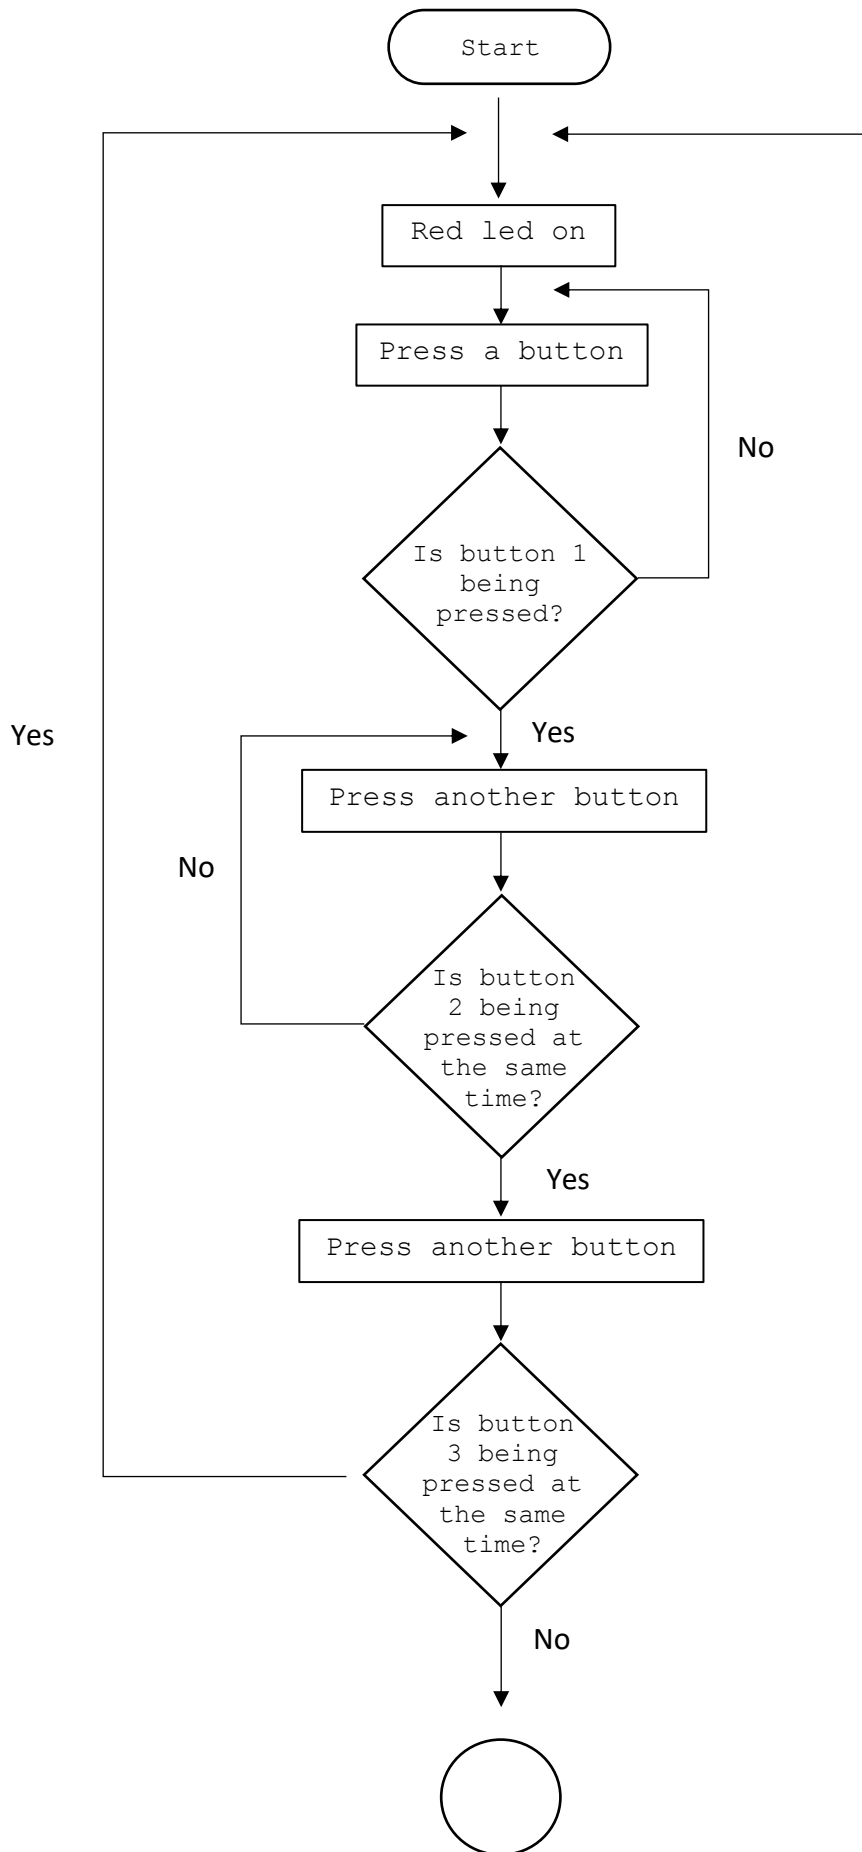 Start
Red led on
Press a button
No
Is button 1
being
pressed?
Yes
Yes
Press another button
No
Is button
2 being
pressed at
the same
time?
Yes
Press another button
Is button
3 being
pressed at
the same
time?
No